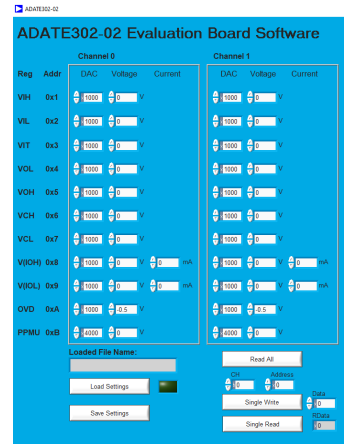 ADATE302-02
ADATE302-02 Evaluation Board Software
Channel 0 Channel 1
Reg Addr DAC Voltage Current DAC Voltage Current
VIH 0x1 1000 0 V 1000 0 V
VIL 0x2 1000 0 V 1000 0 V
VIT 0x3 1000 0 V 1000 0 V
VOL 0x4 1000 0 V 1000 0 V
VOH 0x5 1000 0 V 1000 0 V
VCH 0x6 1000 0 V 1000 0 V
VCL 0x7 1000 0 V 1000 0 V
V(IOH) 0x8 1000 0 V 0 mA 1000 0 V 0 mA
V(IOL) 0x9 1000 0 V 0 mA 1000 0 V 0 mA
OVD 0xA 1000 -0.5 V 1000 -0.5 V
PPMU 0xB 4000 0 V 4000 0 V
Loaded File Name:
Read All
CH Address
0 0
Load Settings
Data
Single Write 0
Save Settings
RData
Single Read 0